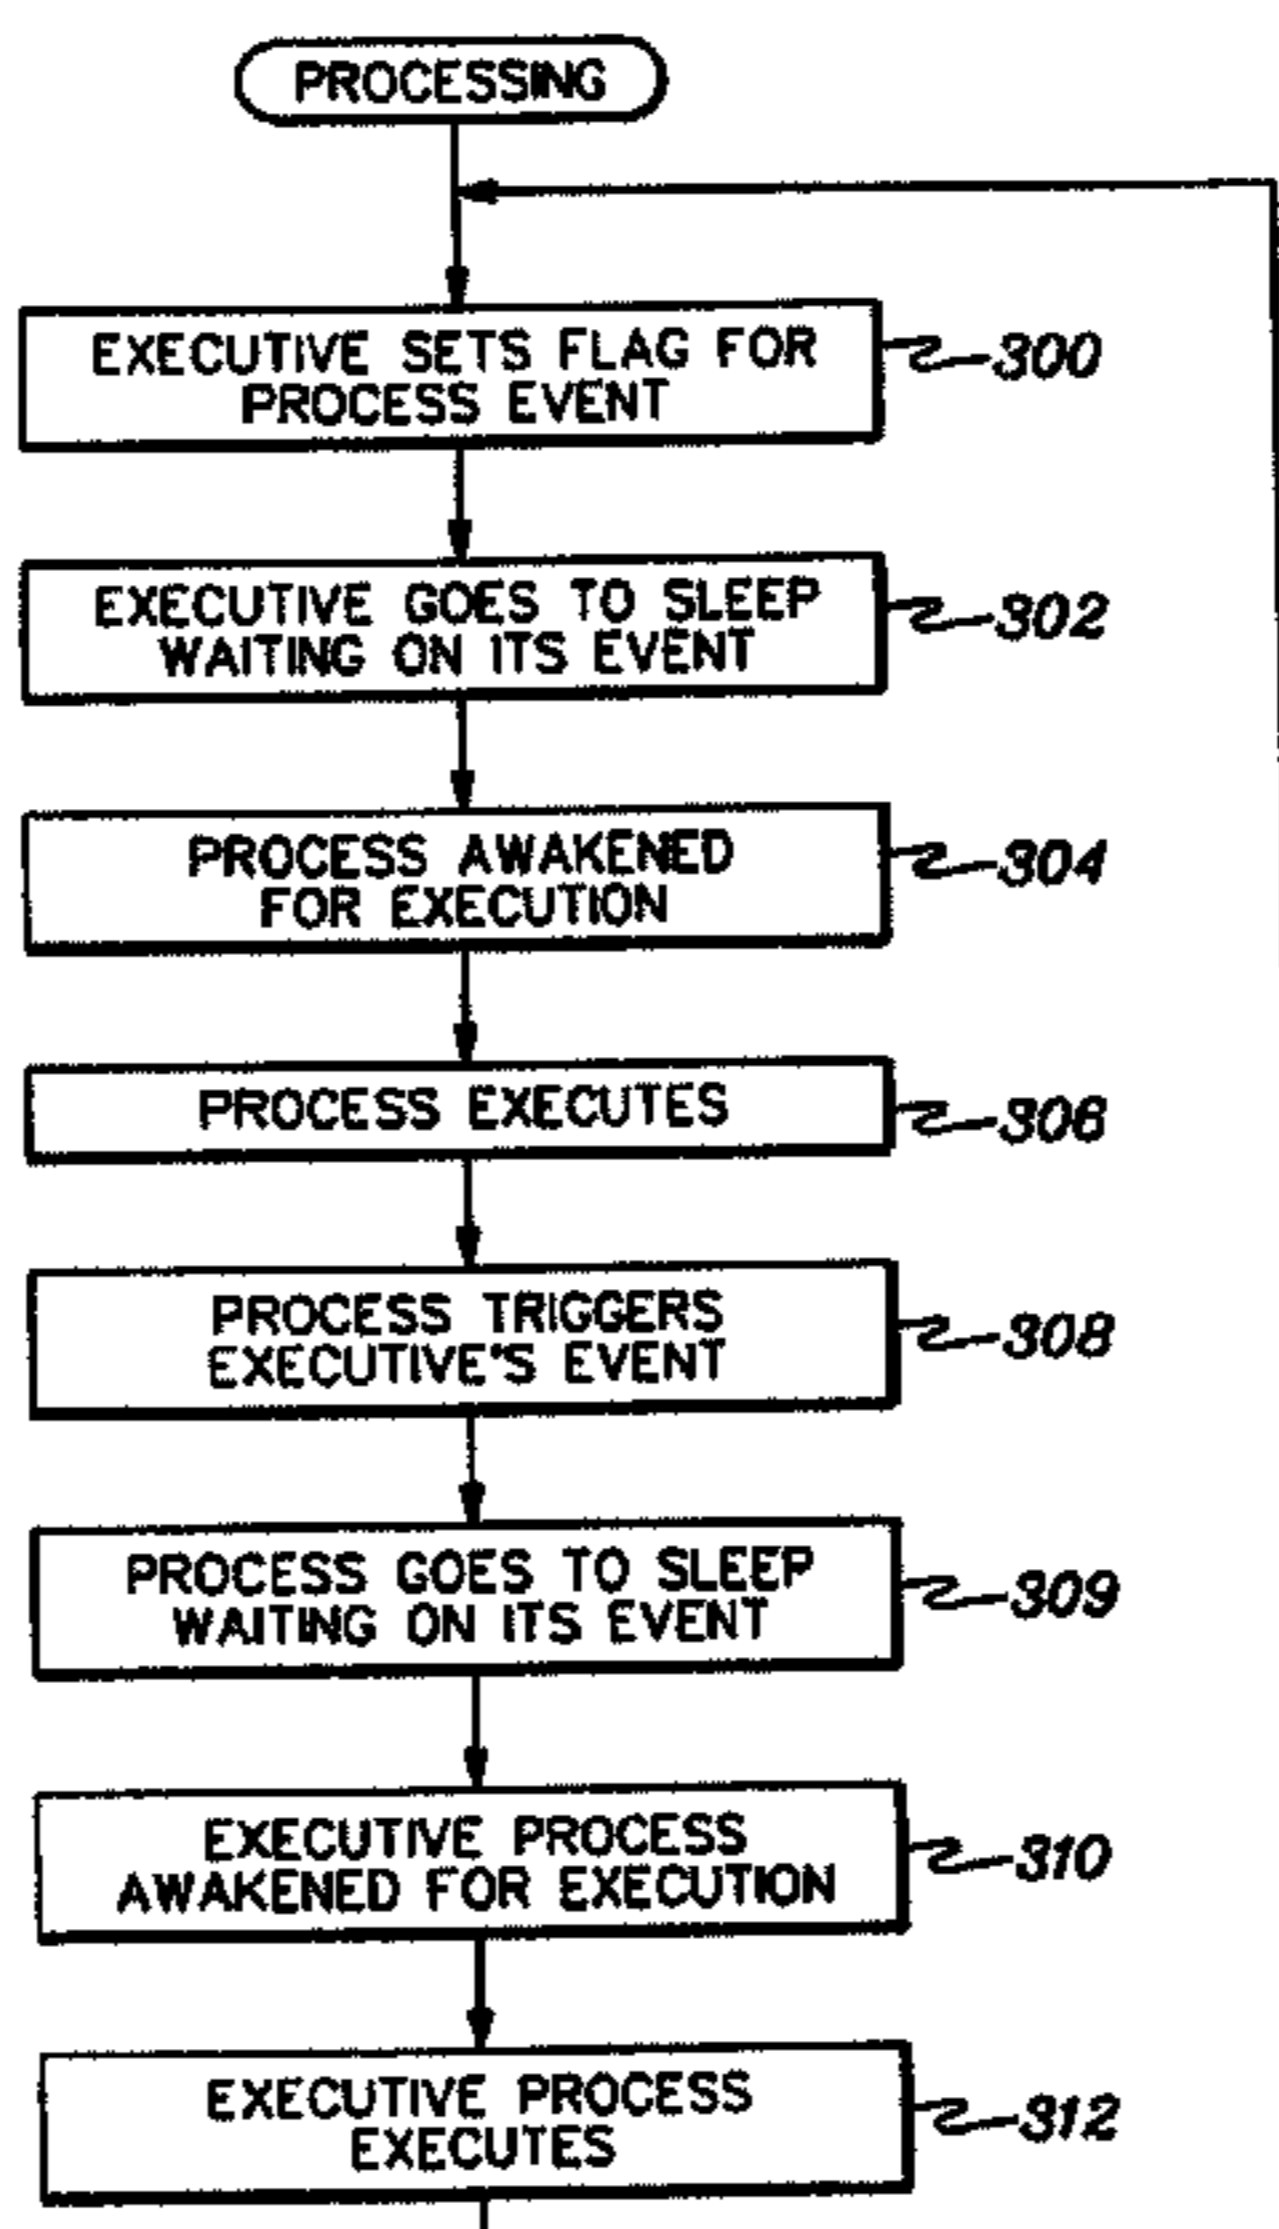 PROCESSING
EXECUTIVE SETS FLAG FOR
PROCESS EVENT
300
EXECUTIVE GOES TO SLEEP
WAITING ON ITS EVENT
302
PROCESS AWAKENED
FOR EXECUTION
304
PROCESS EXECUTES
306
PROCESS TRIGGERS
EXECUTIVE'S EVENT
308
PROCESS GOES TO SLEEP
WAITING ON ITS EVENT
309
EXECUTIVE PROCESS
AWAKENED FOR EXECUTION
310
EXECUTIVE PROCESS
EXECUTES
312